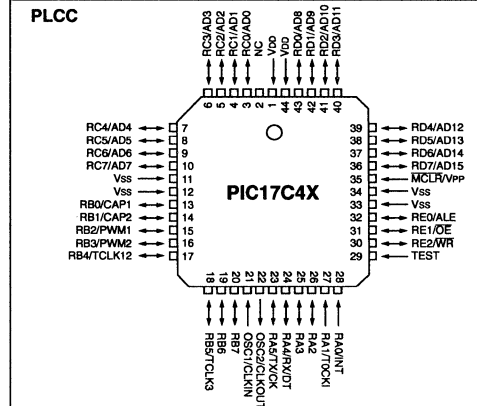 PLCC
RC3/AD3
RC2/AD2
RC1/AD1
RC0/AD0
NC
VDD
VDD
RD0/AD8
RD1/AD9
RD2/AD10
RD3/AD11
6 5 4 3 2 1 44 43 42 41 40
RC4/AD4 7
RC5/AD5 8
RC6/AD6 9
RC7/AD7 10
Vss 11
Vss 12
RB0/CAP1 13
RB1/CAP2 14
RB2/PWM1 15
RB3/PWM2 16
RB4/TCLK12 17
PIC17C4X
39 RD4/AD12
38 RD5/AD13
37 RD6/AD14
36 RD7/AD15
35 MCLR/VPP
34 Vss
33 Vss
32 RE0/ALE
31 RE1/OE
30 RE2/WR
29 TEST
18 19 20 21 22 23 24 25 26 27 28
RB5/TCLK3
RB6
RB7
OSC1/CLKIN
OSC2/CLKOUT
RA5/TX/CK
RA4/RX/DT
RA3
RA2
RA1/T0CKI
RA0/INT